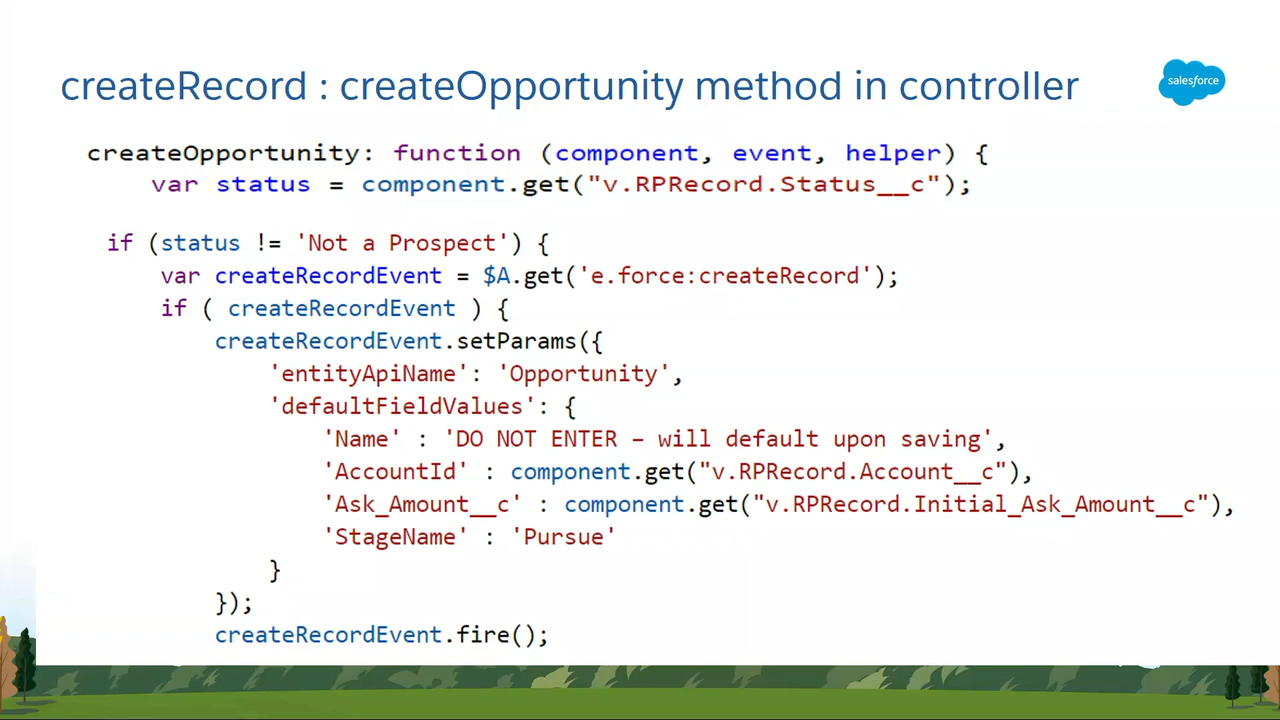 createRecord : createOpportunity method in controller
salesforce
createOpportunity: function (component, event, helper) {
var status = component.get("v.RPRecord.Status__c");
if (status != 'Not a Prospect') {
var createRecordEvent = $A.get('e.force:createRecord');
if ( createRecordEvent ) {
createRecordEvent.setParams({
'entityApiName': 'Opportunity',
'defaultFieldValues': {
'Name' : 'DO NOT ENTER – will default upon saving',
'AccountId' : component.get("v.RPRecord.Account__c"),
'Ask_Amount__c' : component.get("v.RPRecord.Initial_Ask_Amount__c"),
'StageName' : 'Pursue'
}
});
createRecordEvent.fire();